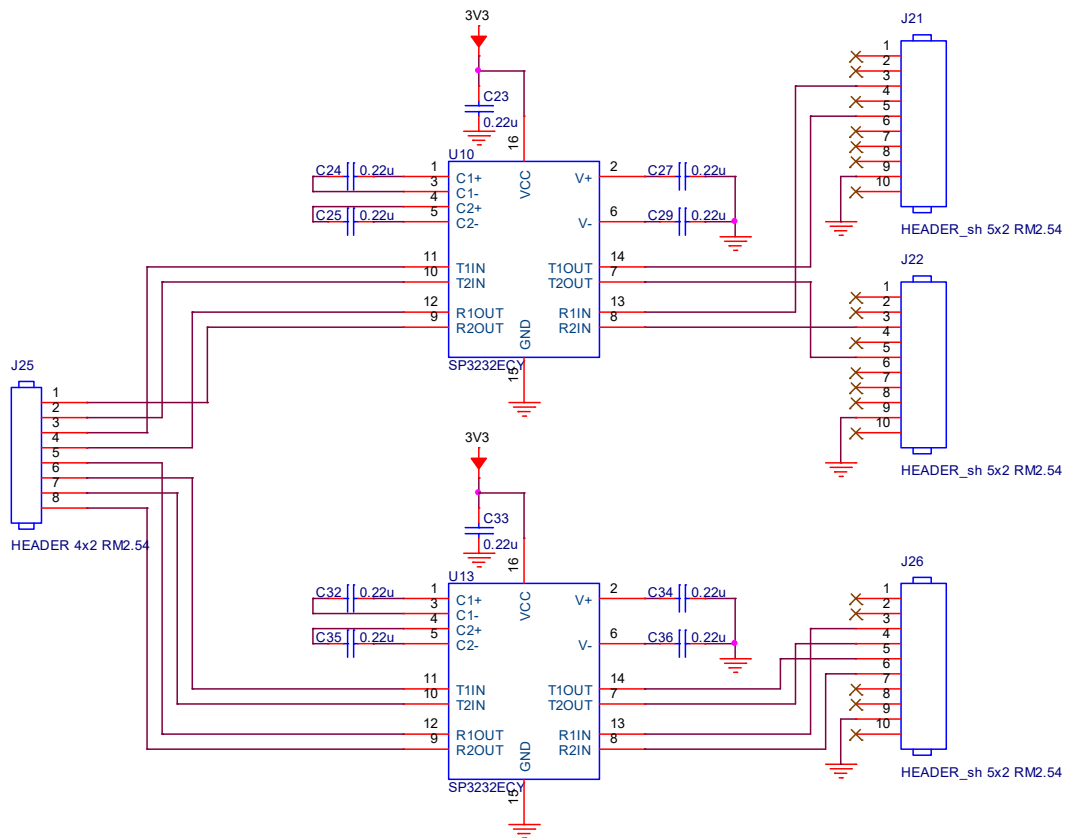 3V3
C23
0.22u
16
U10
VCC
C24 0.22u
C25 0.22u
1
3
4
5
C1+
C1-
C2+
C2-
2
6
V+
V-
C27 0.22u
C29 0.22u
11
10
T1IN
T2IN
T1OUT
T2OUT
14
7
12
9
R1OUT
R2OUT
R1IN
R2IN
13
8
GND
SP3232ECY
15
J21
1
2
3
4
5
6
7
8
9
10
HEADER_sh 5x2 RM2.54
J22
1
2
3
4
5
6
7
8
9
10
HEADER_sh 5x2 RM2.54
J25
1
2
3
4
5
6
7
8
HEADER 4x2 RM2.54
3V3
C33
0.22u
16
U13
VCC
C32 0.22u
C35 0.22u
1
3
4
5
C1+
C1-
C2+
C2-
2
6
V+
V-
C34 0.22u
C36 0.22u
11
10
T1IN
T2IN
T1OUT
T2OUT
14
7
12
9
R1OUT
R2OUT
R1IN
R2IN
13
8
GND
SP3232ECY
15
J26
1
2
3
4
5
6
7
8
9
10
HEADER_sh 5x2 RM2.54